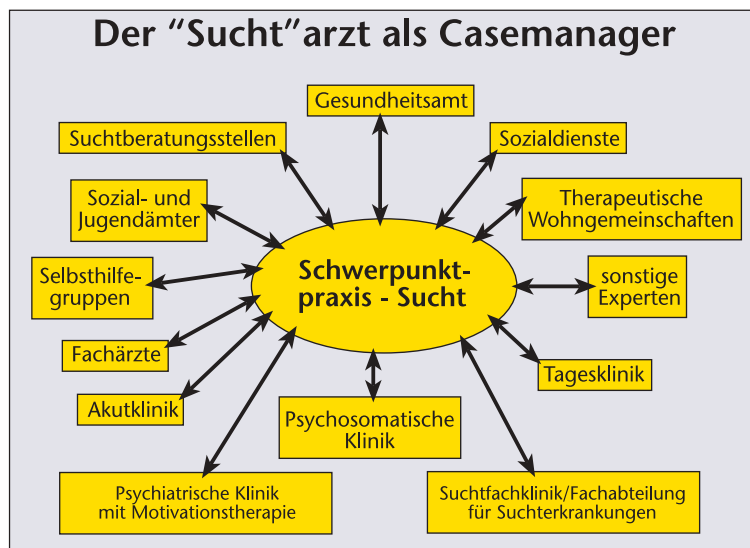 Der “Sucht”arzt als Casemanager
Gesundheitsamt
Suchtberatungsstellen
Sozialdienste
Sozial- und
Jugendämter
Therapeutische
Wohngemeinschaften
Selbsthilfe-
gruppen
Schwerpunkt-
praxis - Sucht
sonstige
Experten
Fachärzte
Tagesklinik
Akutklinik
Psychosomatische
Klinik
Psychiatrische Klinik
mit Motivationstherapie
Suchtfachklinik/Fachabteilung
für Suchterkrankungen